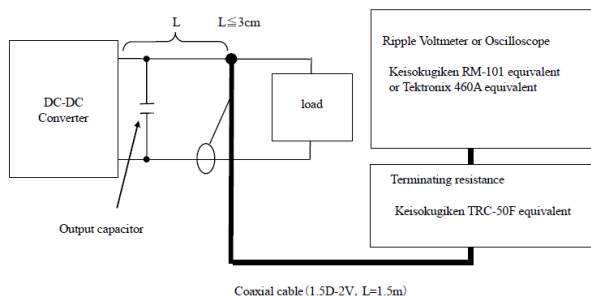 L
L≦3cm
DC-DC
Converter
load
Output capacitor
Ripple Voltmeter or Oscilloscope
Keisokugiken RM-101 equivalent
or Tektronix 460A equivalent
Terminating resistance
Keisokugiken TRC-50F equivalent
Coaxial cable(1.5D-2V, L=1.5m)